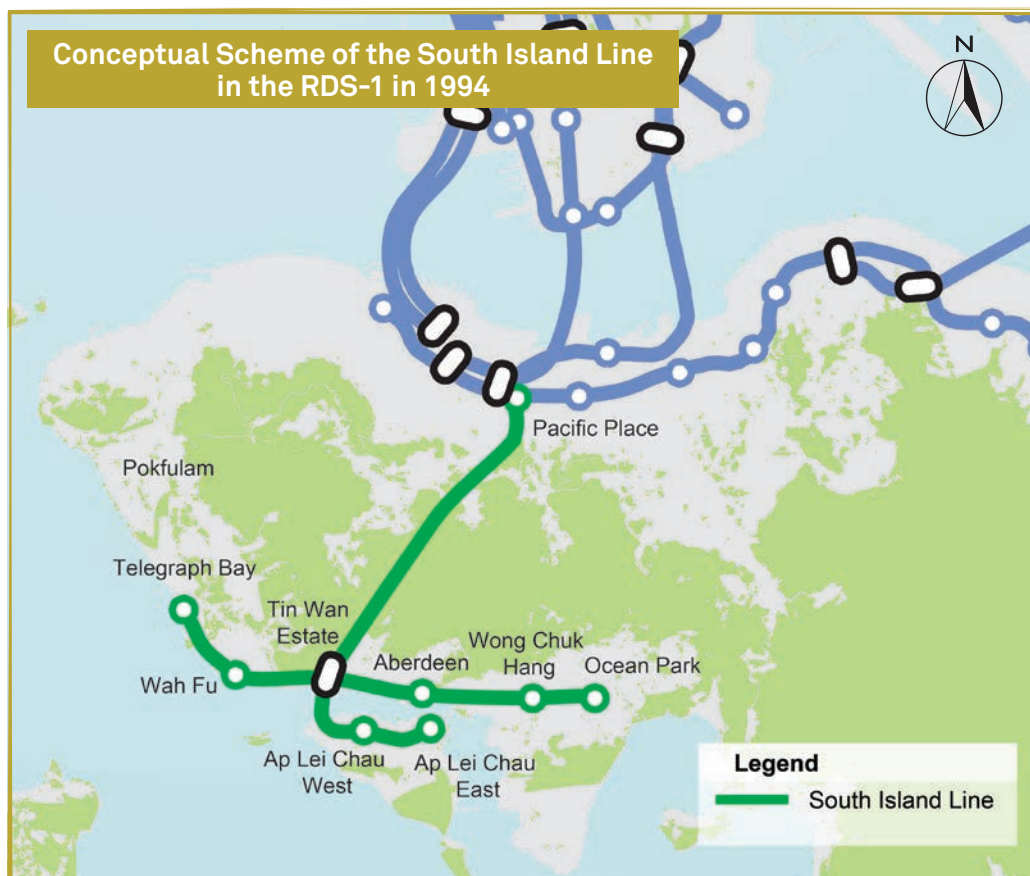 Conceptual Scheme of the South Island Line
in the RDS-1 in 1994
N
Pacific Place
Pokfulam
Telegraph Bay
Tin Wan
Estate
Wah Fu
Aberdeen
Wong Chuk
Hang
Ocean Park
Ap Lei Chau
West
Ap Lei Chau
East
Legend
South Island Line